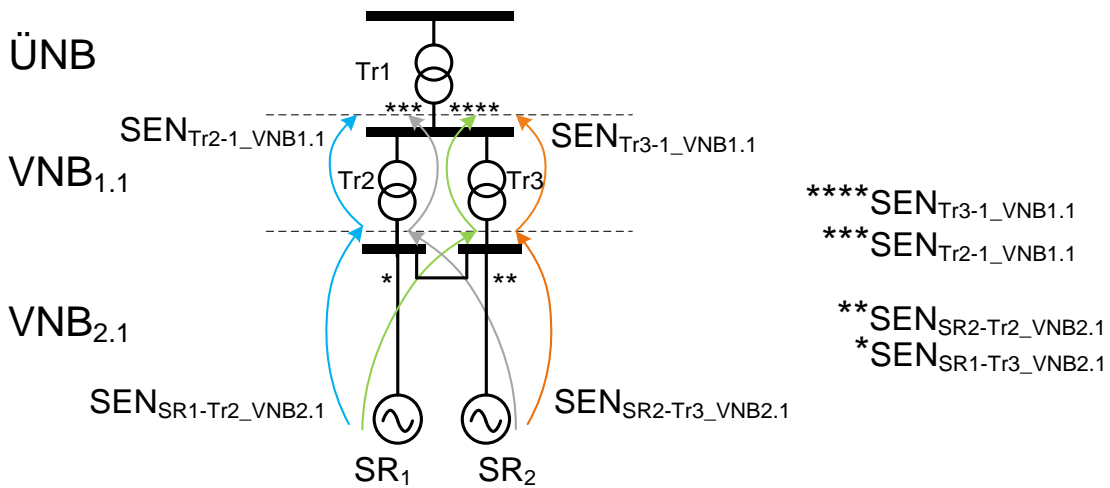 ÜNB
Tr1
*** ****
SEN_Tr2-1_VNB1.1
SEN_Tr3-1_VNB1.1
VNB_1.1
Tr2
Tr3
****SEN_Tr3-1_VNB1.1
***SEN_Tr2-1_VNB1.1
* **
VNB_2.1
**SEN_SR2-Tr2_VNB2.1
*SEN_SR1-Tr3_VNB2.1
SEN_SR1-Tr2_VNB2.1
SEN_SR2-Tr3_VNB2.1
SR_1
SR_2